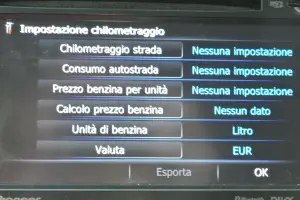 Impostazione chilometraggio
Chilometraggio strada Nessuna impostazione
Consumo autostrada Nessuna impostazione
Prezzo benzina per unità Nessuna impostazione
Calcolo prezzo benzina Nessun dato
Unità di benzina Litro
Valuta EUR
Esporta OK